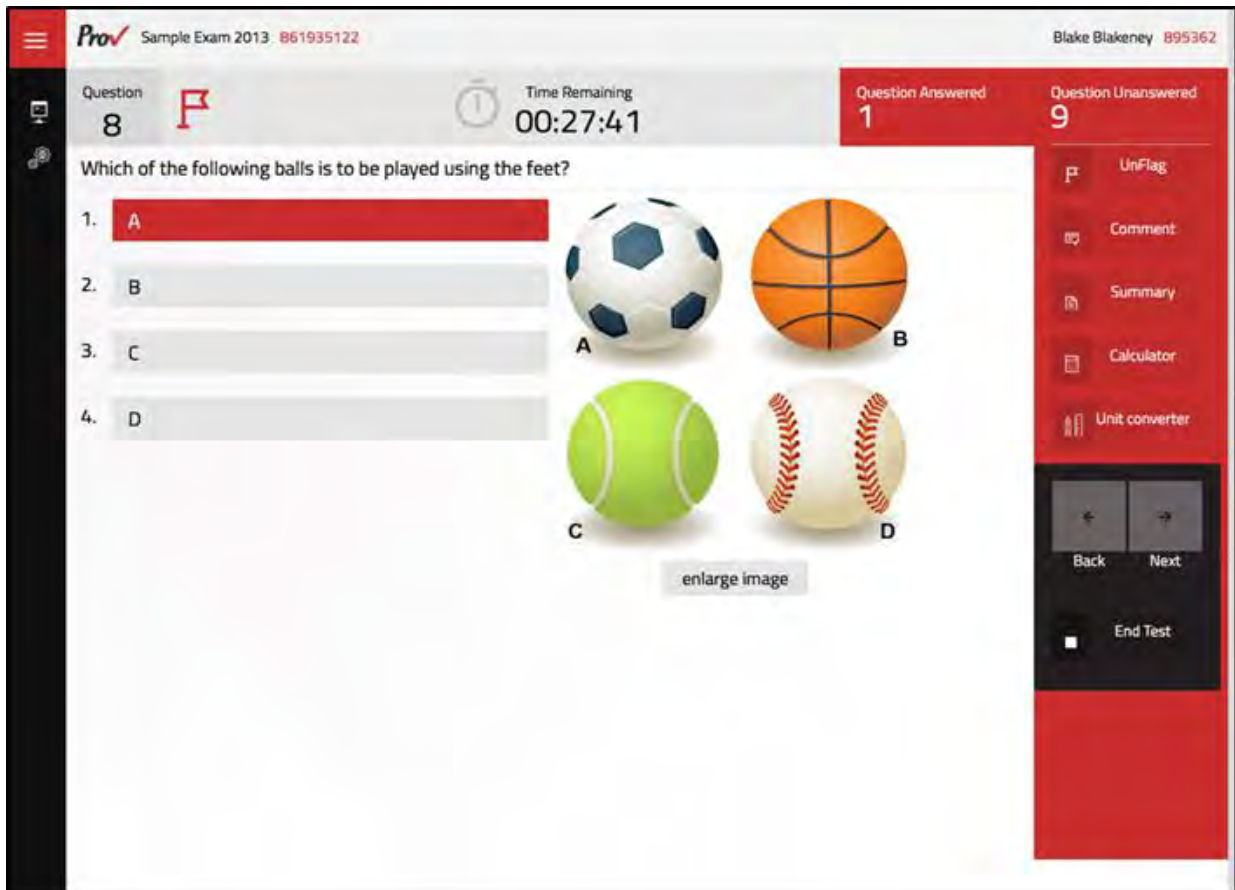 Prov Sample Exam 2013 861935122
Blake Blakeney 895362
Question
8
Time Remaining
00:27:41
Question Answered
1
Question Unanswered
9
Which of the following balls is to be played using the feet?
1. A
2. B
3. C
4. D
A
B
C
D
enlarge image
UnFlag
Comment
Summary
Calculator
Unit converter
Back
Next
End Test